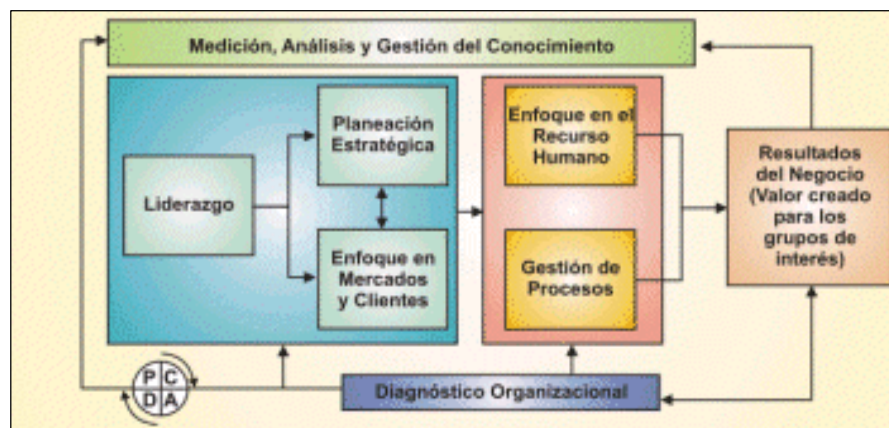 Medición, Análisis y Gestión del Conocimiento
Planeación
Estratégica
Liderazgo
Enfoque en
Mercados
y Clientes
Enfoque en el
Recurso
Humano
Gestión de
Procesos
Resultados
del Negocio
(Valor creado
para los
grupos de
interés)
P C
D A
Diagnóstico Organizacional